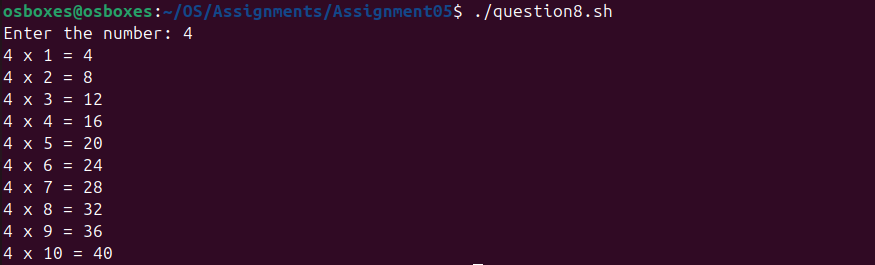 osboxes@osboxes:~/OS/Assignments/Assignment05$ ./question8.sh
Enter the number: 4
4 x 1 = 4
4 x 2 = 8
4 x 3 = 12
4 x 4 = 16
4 x 5 = 20
4 x 6 = 24
4 x 7 = 28
4 x 8 = 32
4 x 9 = 36
4 x 10 = 40